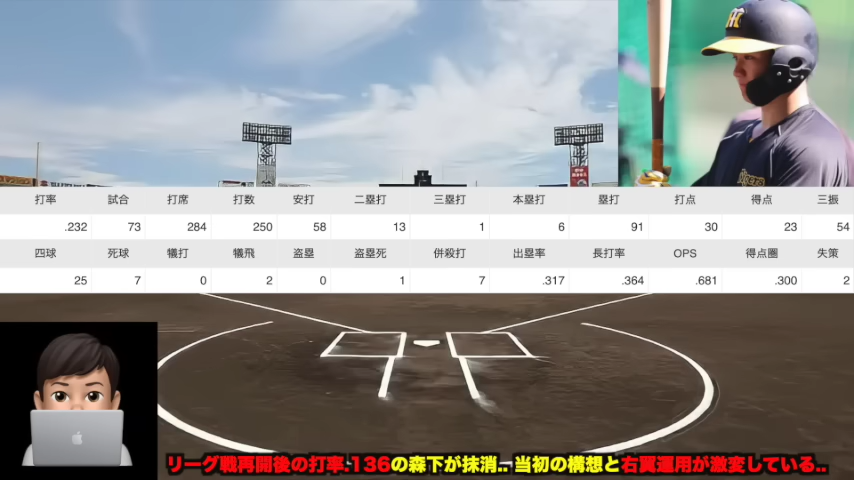 打率 試合 打席 打数 安打 二塁打 三塁打 本塁打 塁打 打点 得点 三振
.232 73 284 250 58 13 1 6 91 30 23 54
四球 死球 犠打 犠飛 盗塁 盗塁死 併殺打 出塁率 長打率 OPS 得点圏 失策
25 7 0 2 0 1 7 .317 .364 .681 .300 2
リーグ戦再開後の打率.136の森下が抹消.. 当初の構想と右翼運用が激変している..